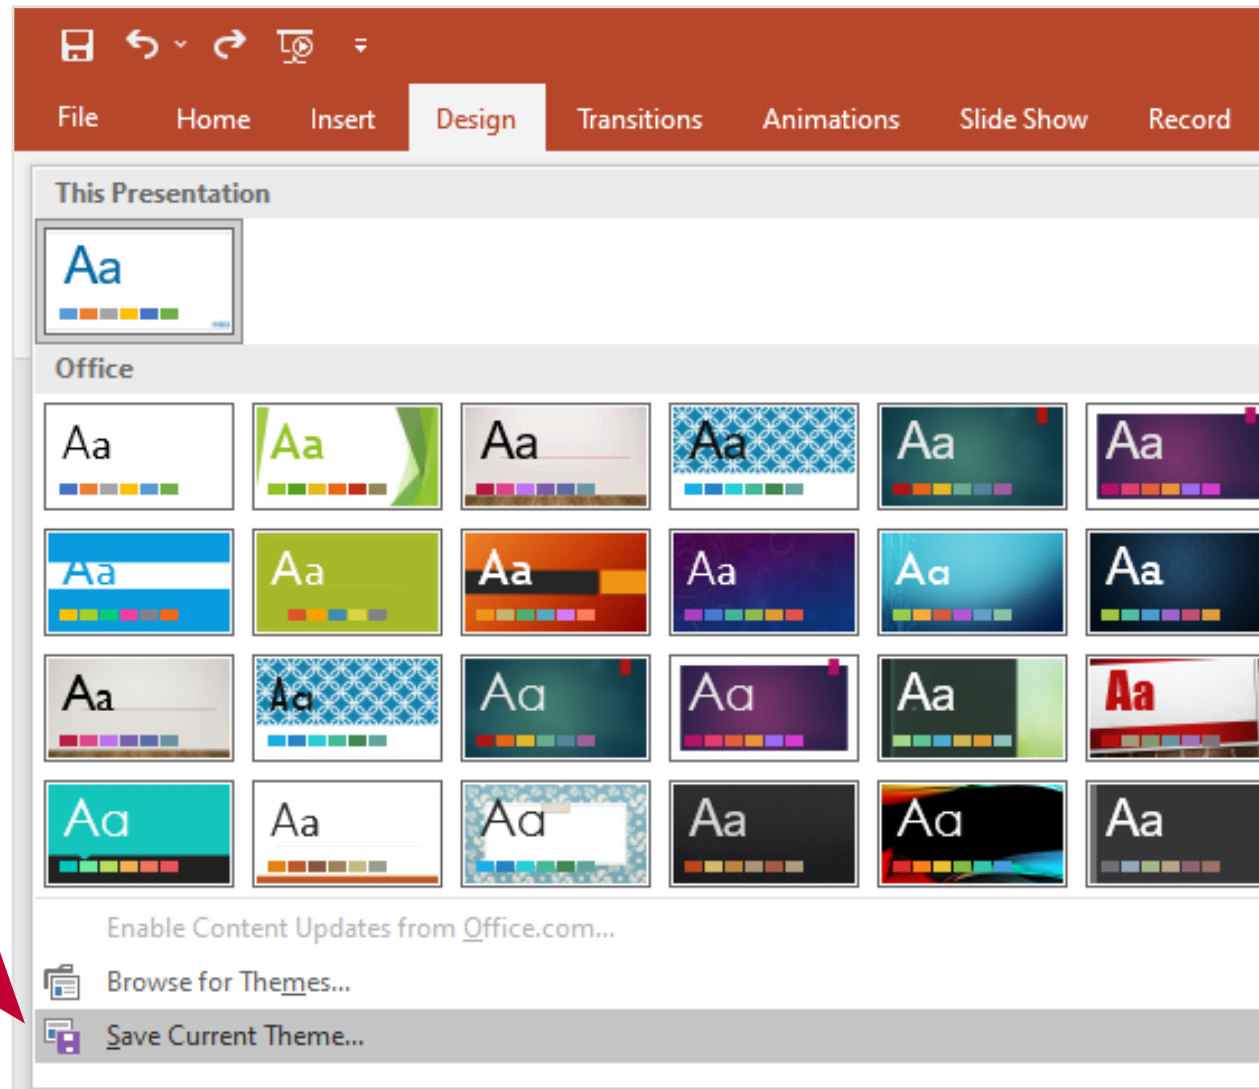 File Home Insert Design Transitions Animations Slide Show Record
This Presentation
Aa
Office
Aa Aa Aa Aa Aa Aa
Aa Aa Aa Aa Aa Aa
Aa Aa Aa Aa Aa Aa
Aa Aa Aa Aa Aa Aa
Enable Content Updates from Office.com...
Browse for Themes...
Save Current Theme...